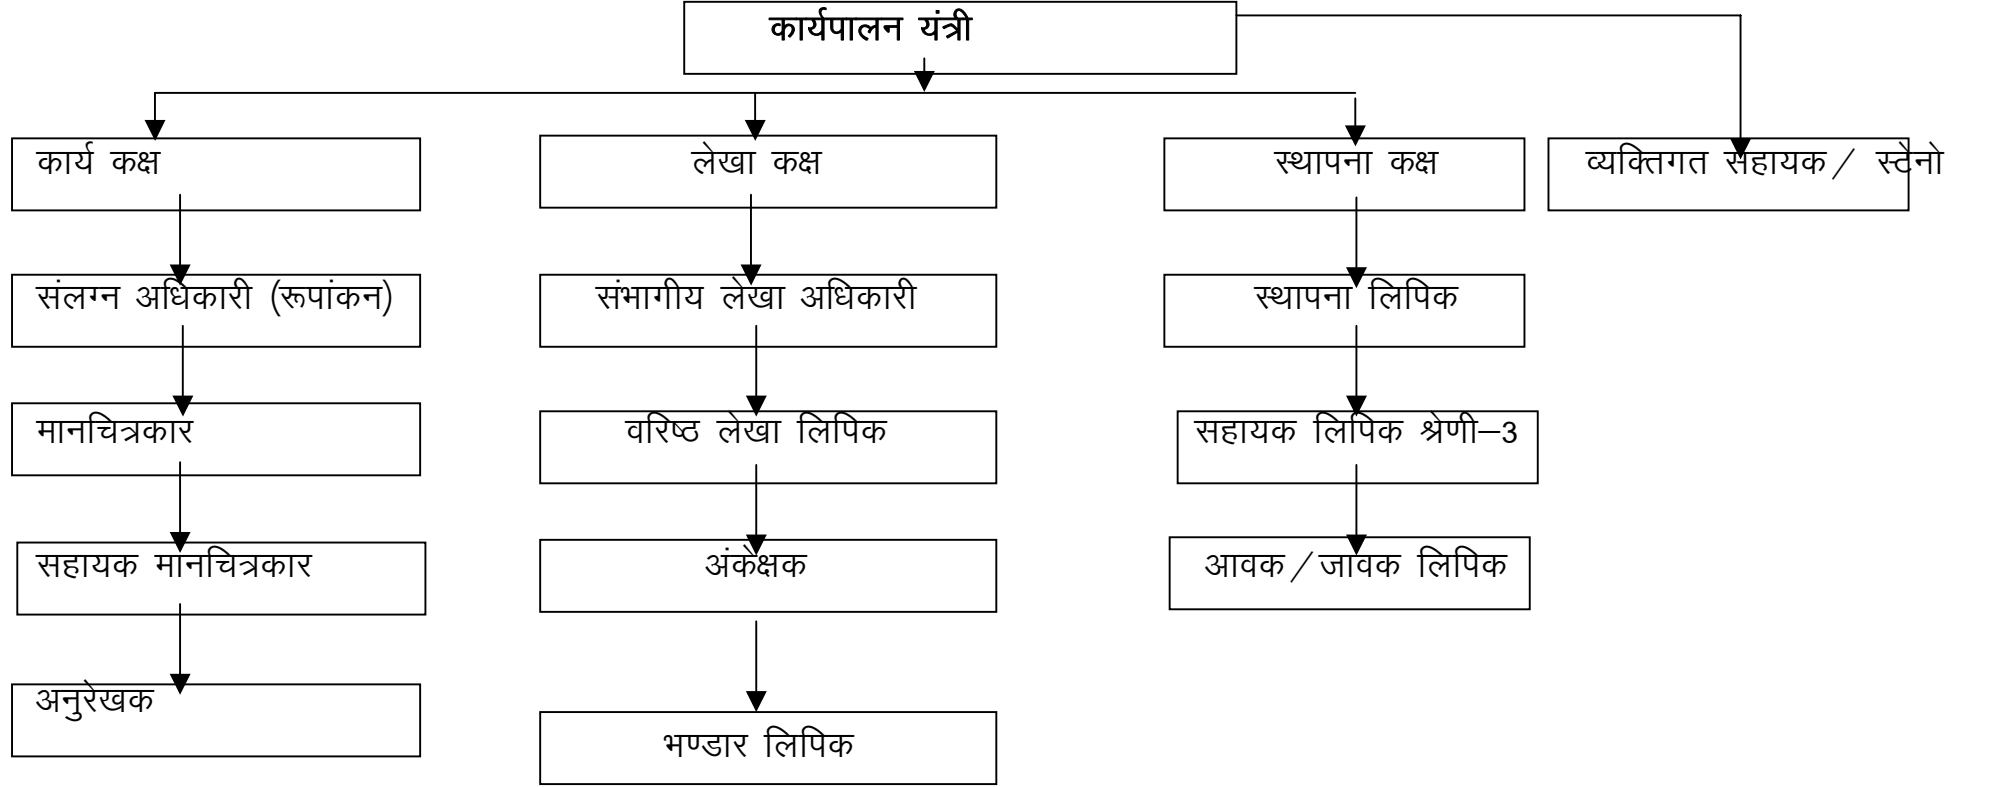 कार्यपालन यंत्री
कार्य कक्ष
लेखा कक्ष
स्थापना कक्ष
व्यक्तिगत सहायक/ स्टेनो
संलग्न अधिकारी (रूपांकन)
संभागीय लेखा अधिकारी
स्थापना लिपिक
मानचित्रकार
वरिष्ठ लेखा लिपिक
सहायक लिपिक श्रेणी–3
सहायक मानचित्रकार
अंकेक्षक
आवक/जावक लिपिक
अनुरेखक
भण्डार लिपिक